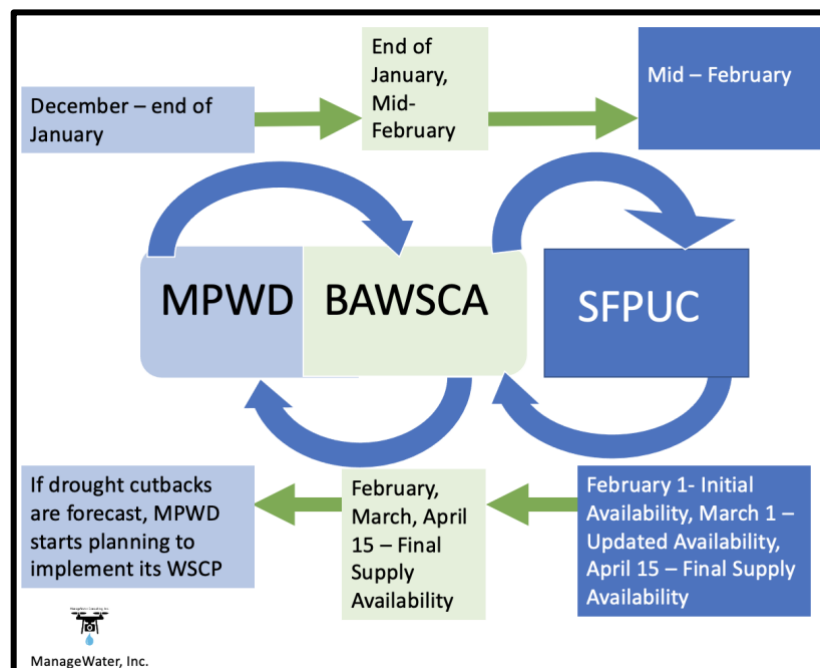 End of
January,
Mid-
February
Mid – February
December – end of
January
MPWD
BAWSCA
SFPUC
If drought cutbacks
are forecast, MPWD
starts planning to
implement its WSCP
February,
March, April
15 – Final
Supply
Availability
February 1- Initial
Availability, March 1 –
Updated Availability,
April 15 – Final Supply
Availability
ManageWater, Inc.